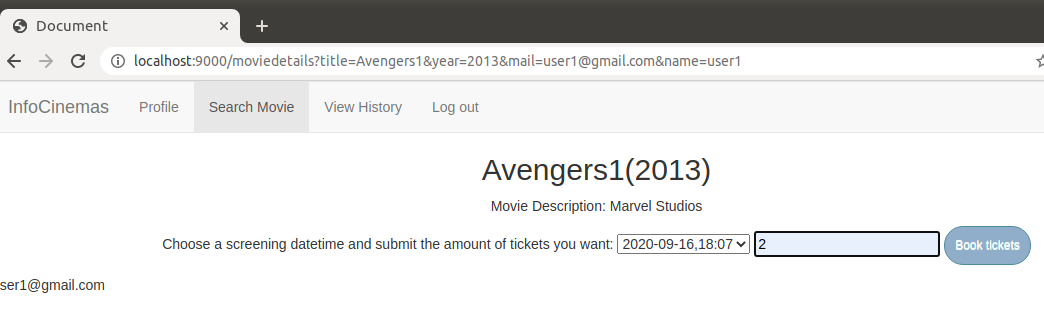 Document
localhost:9000/moviedetails?title=Avengers1&year=2013&mail=user1@gmail.com&name=user1
InfoCinemas Profile Search Movie View History Log out
Avengers1(2013)
Movie Description: Marvel Studios
Choose a screening datetime and submit the amount of tickets you want: 2020-09-16,18:07 2 Book tickets
ser1@gmail.com